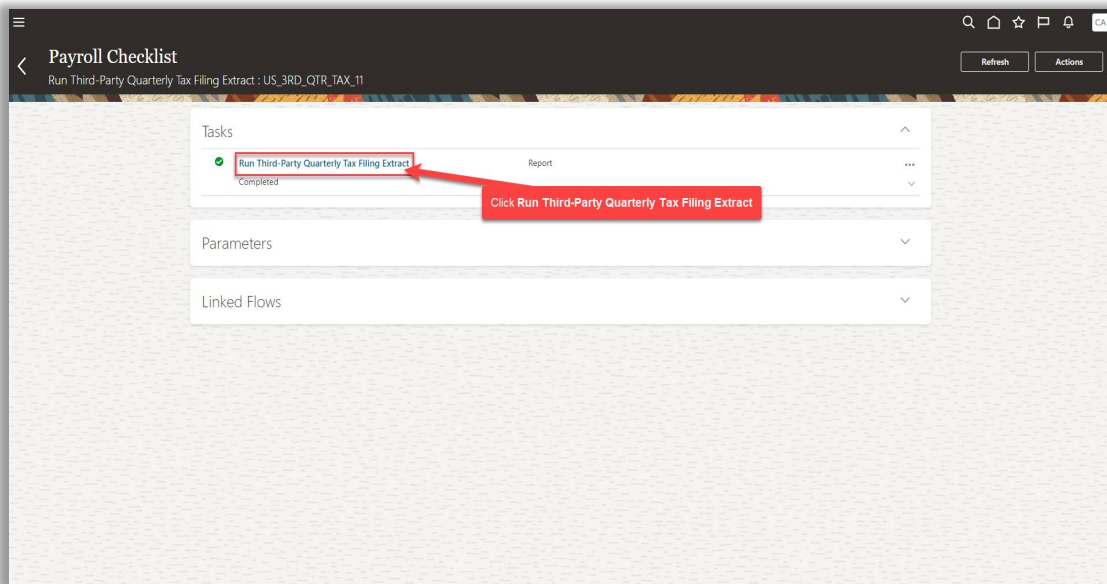 CA
Payroll Checklist
Run Third-Party Quarterly Tax Filing Extract : US_3RD_QTR_TAX_11
Refresh
Actions
Tasks
Run Third-Party Quarterly Tax Filing Extract
Report
Completed
Click Run Third-Party Quarterly Tax Filing Extract
Parameters
Linked Flows